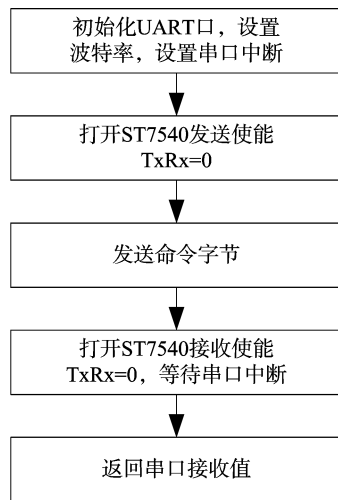 初始化UART口，设置
波特率，设置串口中断
打开ST7540发送使能
TxRx=0
发送命令字节
打开ST7540接收使能
TxRx=0，等待串口中断
返回串口接收值